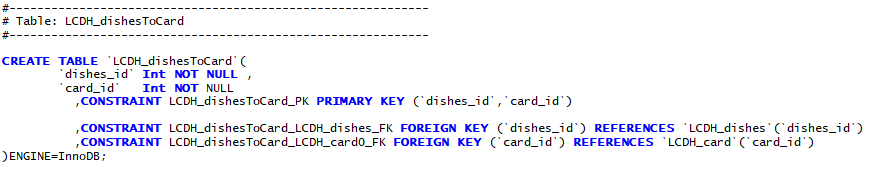 #------------------------------------------------------------
# Table: LCDH_dishesToCard
#------------------------------------------------------------
CREATE TABLE `LCDH_dishesToCard`(
`dishes_id` Int NOT NULL ,
`card_id` Int NOT NULL
,CONSTRAINT LCDH_dishesToCard_PK PRIMARY KEY (`dishes_id`,`card_id`)
,CONSTRAINT LCDH_dishesToCard_LCDH_dishes_FK FOREIGN KEY (`dishes_id`) REFERENCES `LCDH_dishes`(`dishes_id`)
,CONSTRAINT LCDH_dishesToCard_LCDH_card0_FK FOREIGN KEY (`card_id`) REFERENCES `LCDH_card`(`card_id`)
)ENGINE=InnoDB;